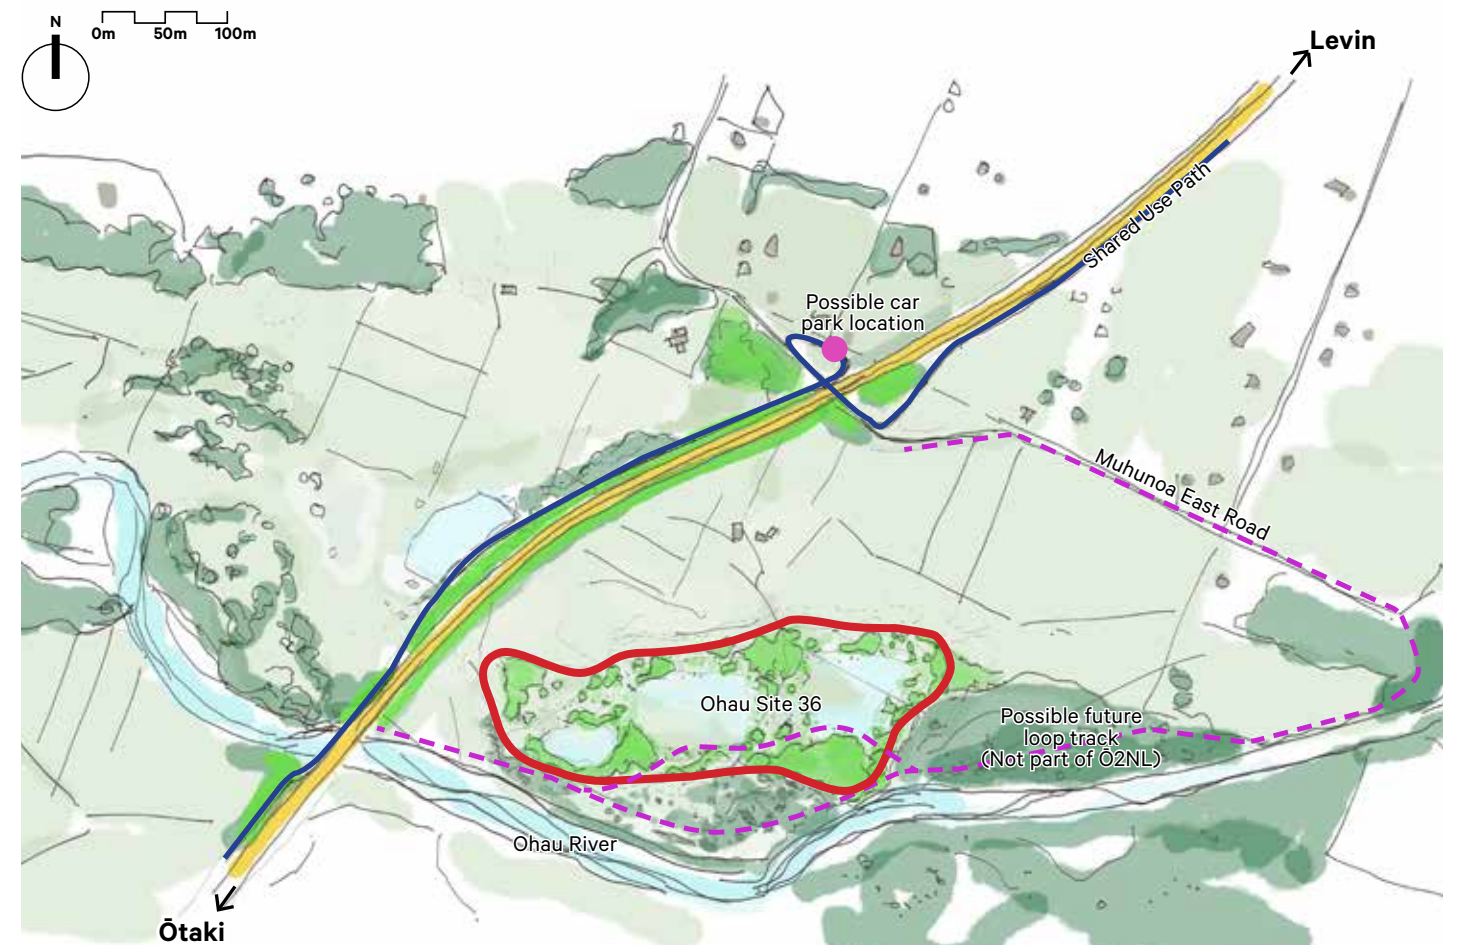 N
0m 50m 100m
Levin
Shared Use Path
Possible car
park location
Muhunoa East Road
Ohau Site 36
Possible future
loop track
(Not part of Ō2NL)
Ohau River
Ōtaki